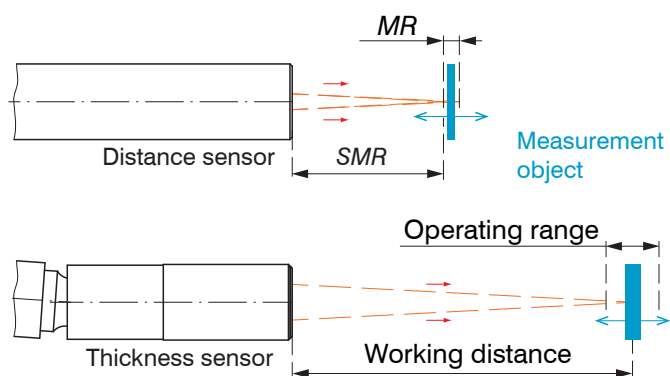 MR
Distance sensor
SMR
Measurement
object
Operating range
Thickness sensor
Working distance